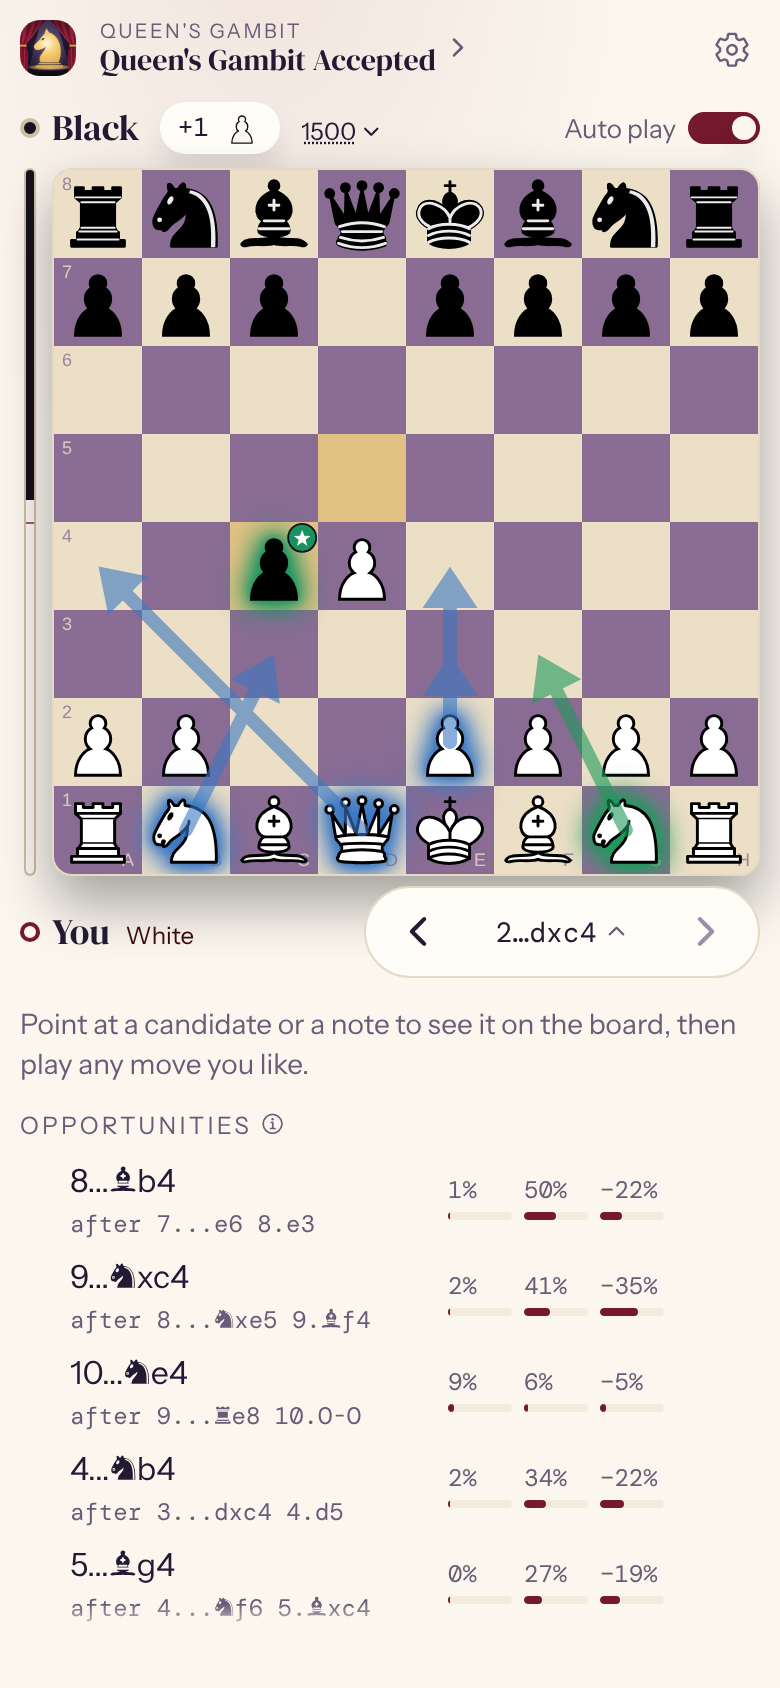 QUEEN'S GAMBIT
Queen's Gambit Accepted
Black +1 1500 Auto play
8
7
6
5
4
3
2
1
A C D E F G H
You White 2...dxc4
Point at a candidate or a note to see it on the board, then
play any move you like.
OPPORTUNITIES
8...♝b4 1% 50% −22%
after 7...e6 8.e3
9...♞xc4 2% 41% −35%
after 8...♞xe5 9.♝f4
10...♞e4 9% 6% −5%
after 9...♜e8 10.O-O
4...♞b4 2% 34% −22%
after 3...dxc4 4.d5
5...♝g4 0% 27% −19%
after 4...♞f6 5.♝xc4